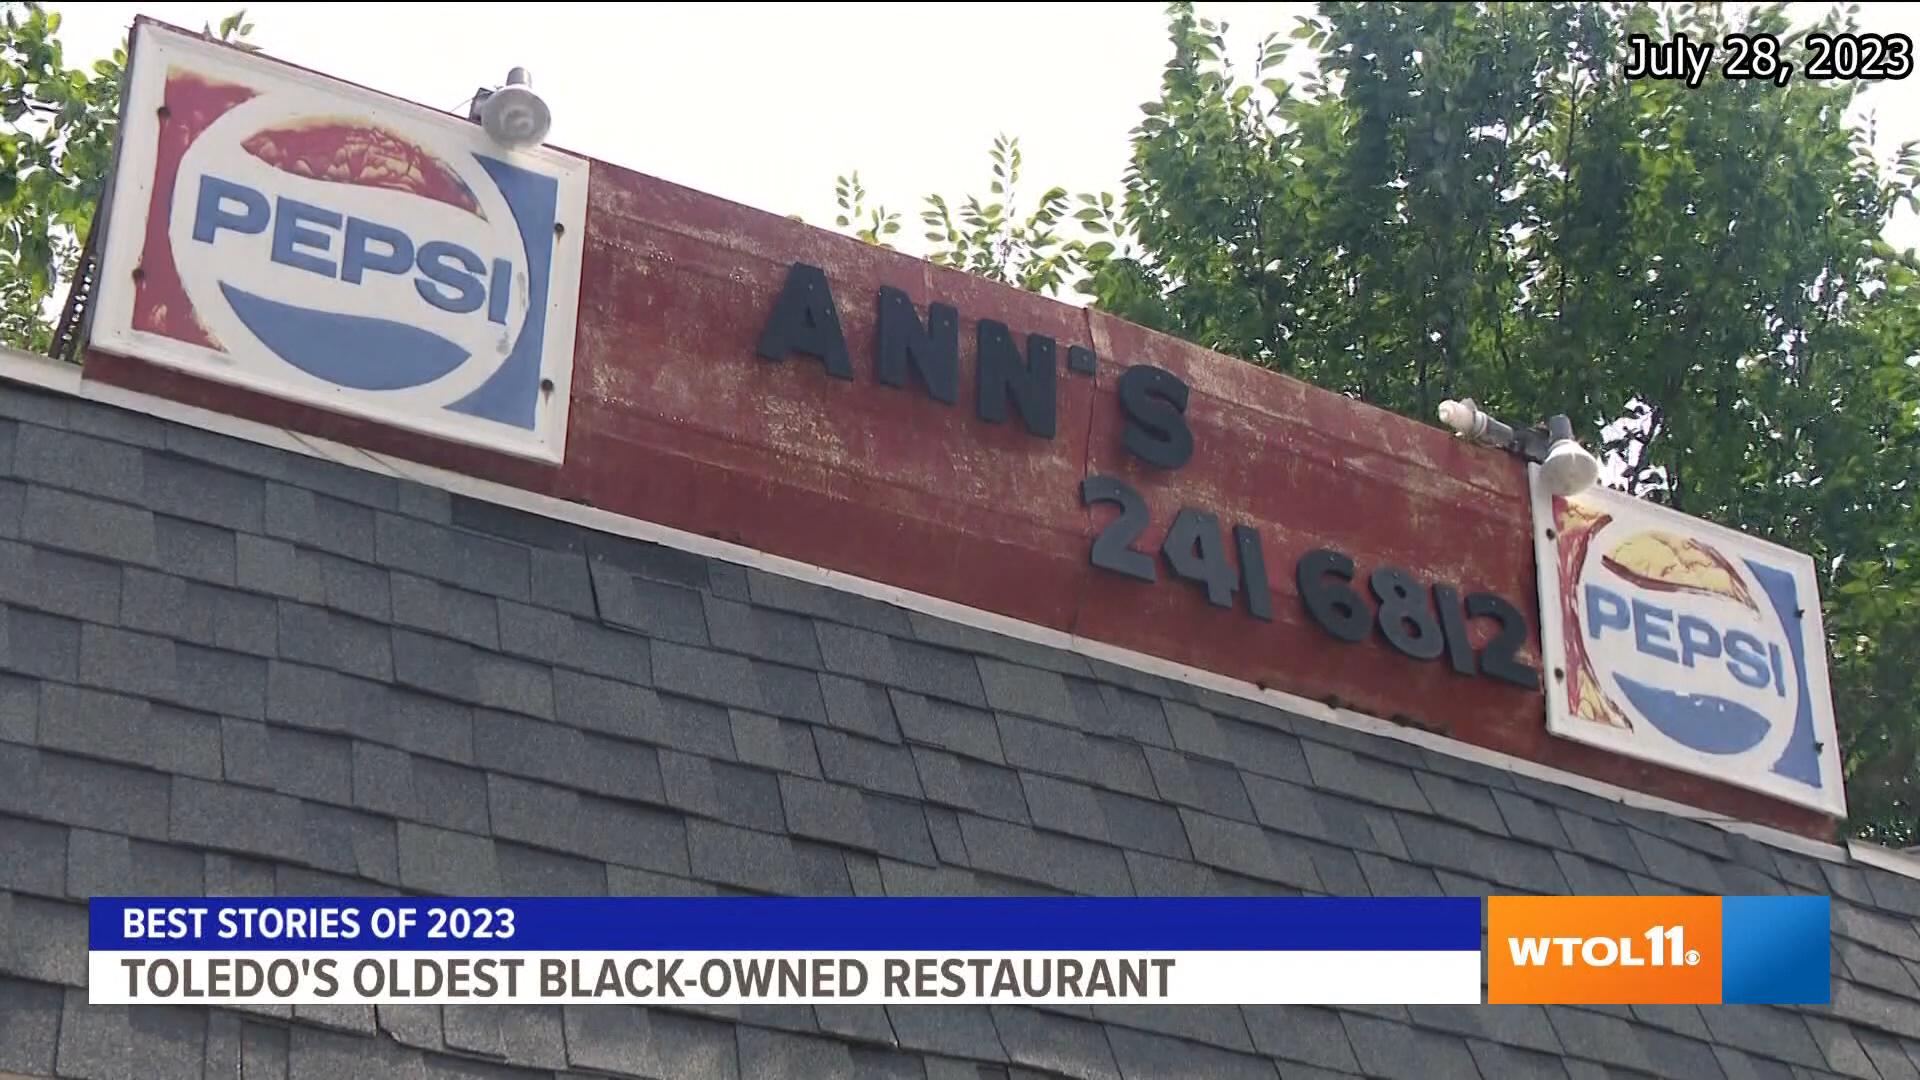 July 28, 2023
PEPSI
ANN'S
241 6812
PEPSI
BEST STORIES OF 2023
TOLEDO'S OLDEST BLACK-OWNED RESTAURANT
WTOL11